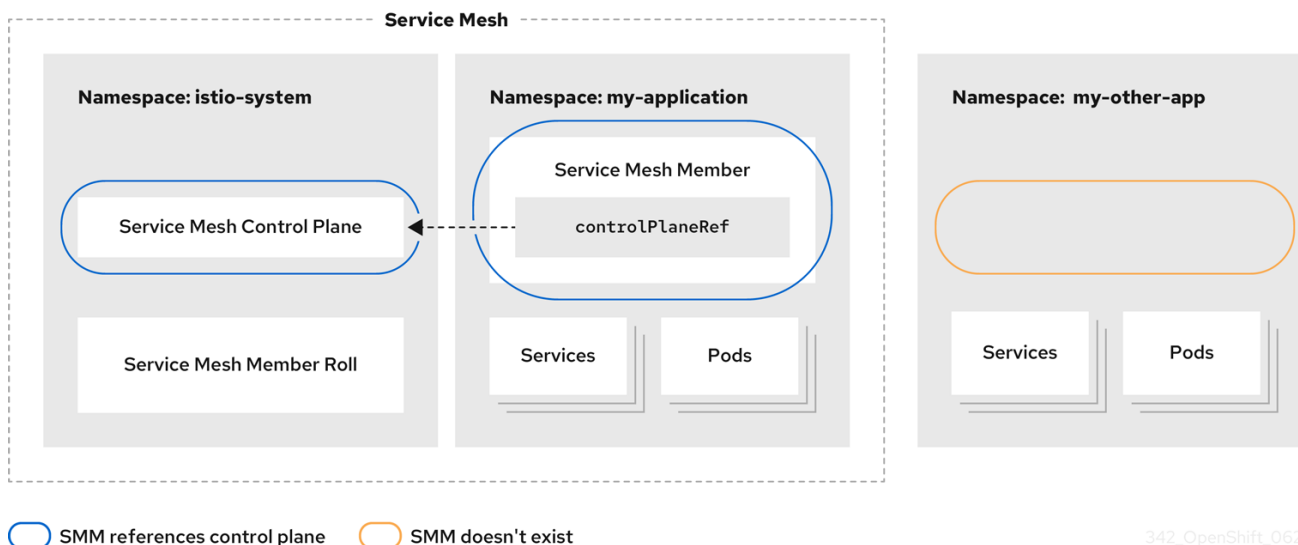 Service Mesh
Namespace: istio-system
Namespace: my-application
Namespace: my-other-app
Service Mesh Member
Service Mesh Control Plane
controlPlaneRef
Service Mesh Member Roll
Services
Pods
Services
Pods
SMM references control plane
SMM doesn't exist
342_OpenShift_062